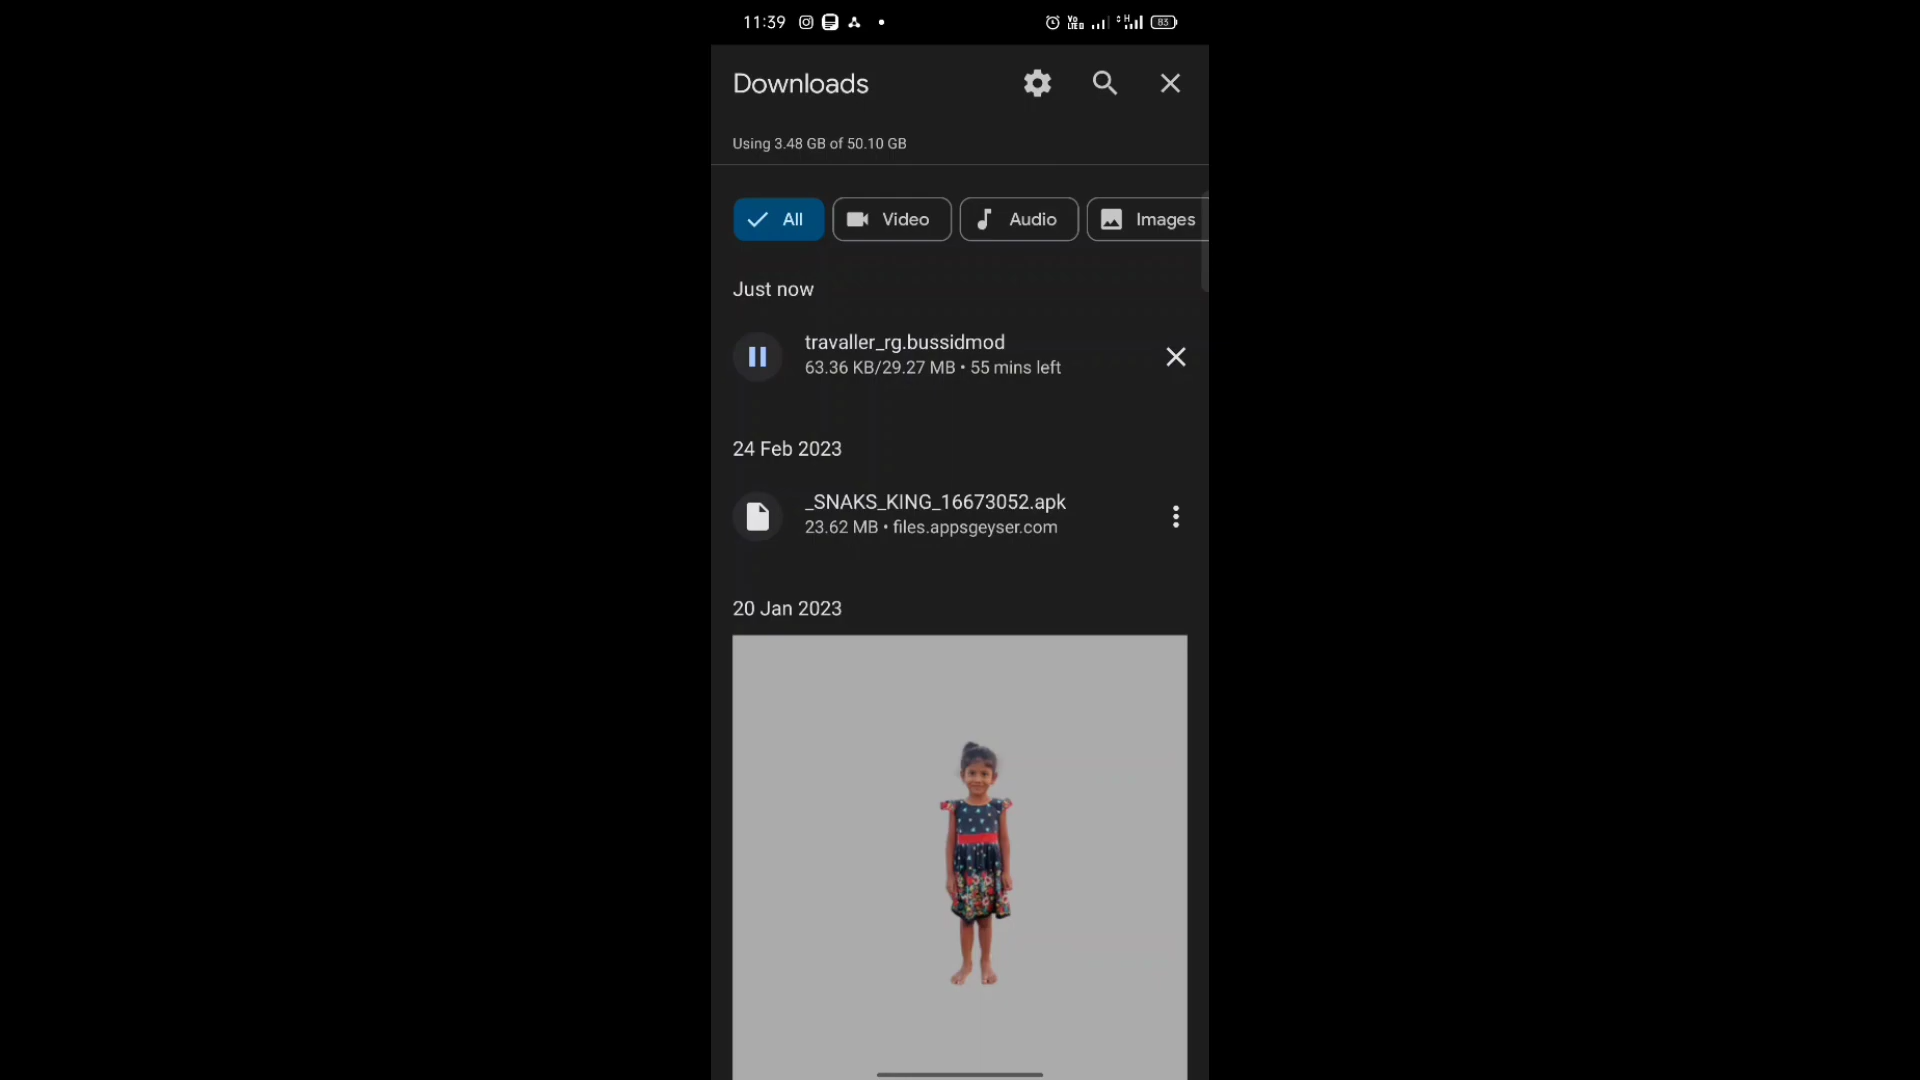 11:39
83
Downloads
Using 3.48 GB of 50.10 GB
All
Video
Audio
Images
Just now
travaller_rg.bussidmod
63.36 KB/29.27 MB • 55 mins left
24 Feb 2023
_SNAKS_KING_16673052.apk
23.62 MB • files.appsgeyser.com
20 Jan 2023